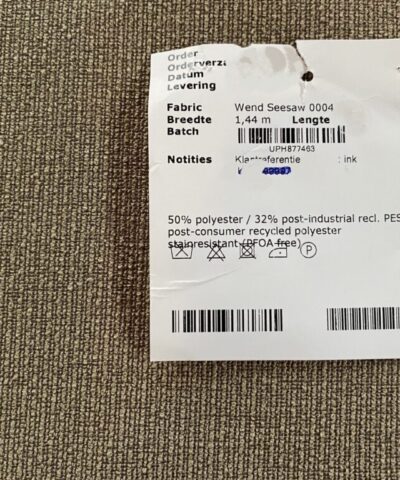 Order
Orderverza
Datum
Levering
Fabric Wend Seesaw 0004
Breedte 1,44 m Lengte
Batch
UPH877463
Notities Klantreferentie : ink
50% polyester / 32% post-industrial recl. PES
post-consumer recycled polyester
stainresistant (PFOA free)
P